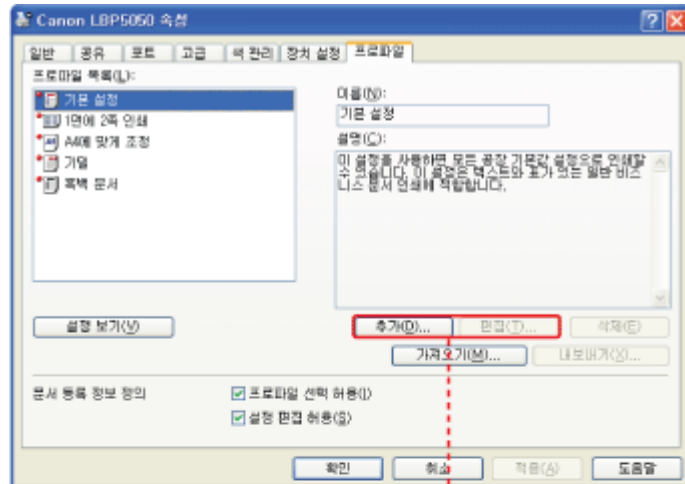 Canon LBP5050 속성
일반 공유 포트 고급 색 관리 장치 설정 프로파일
프로파일 목록(L):
기본 설정
1면에 2쪽 인쇄
A4에 맞게 조정
기밀
흑백 문서
이름(N):
기본 설정
설명(C):
이 설정을 사용하면 모든 공장 기본값 설정으로 인쇄할
수 있습니다. 이 설정은 텍스트와 표가 있는 일반 비즈
니스 문서 인쇄에 적합합니다.
설정 보기(V)
추가(D)... 편집(T)... 삭제(E)
가져오기(M)... 내보내기(X)...
문서 등록 정보 정의
프로파일 선택 허용(I)
설정 편집 허용(S)
확인 취소 적용(A) 도움말